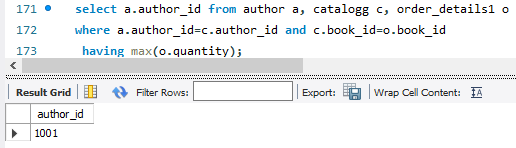 171 select a.author_id from author a, catalogg c, order_details1 o
172 where a.author_id=c.author_id and c.book_id=o.book_id
173 having max(o.quantity);
Result Grid Filter Rows: Export: Wrap Cell Content: IA
author_id
1001